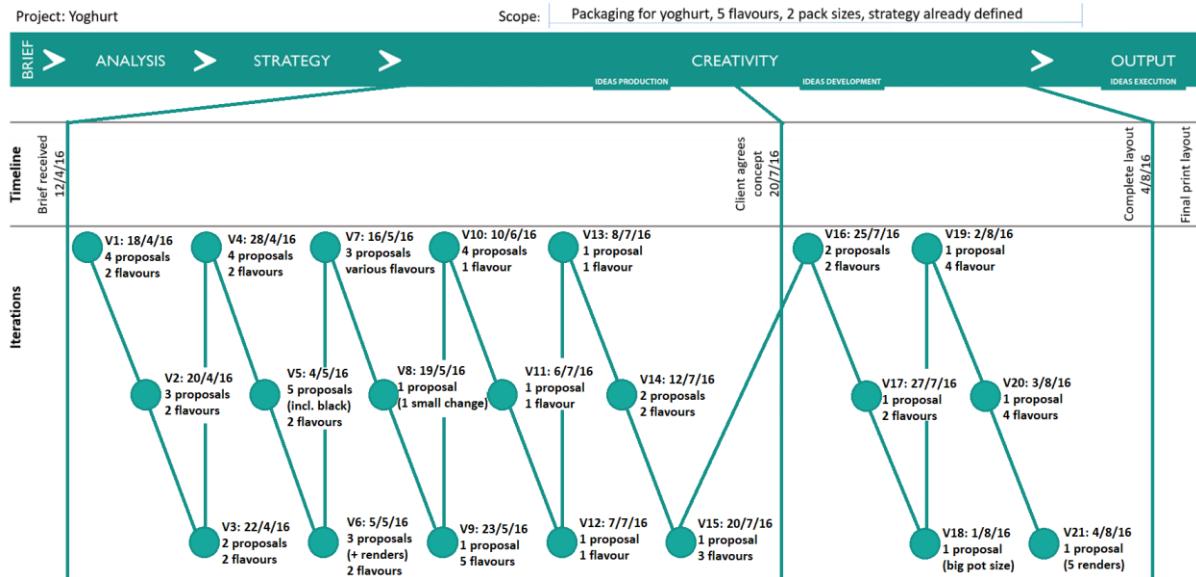 Project: Yoghurt
Scope:
Packaging for yoghurt, 5 flavours, 2 pack sizes, strategy already defined
BRIEF
ANALYSIS
STRATEGY
CREATIVITY
OUTPUT
IDEAS PRODUCTION
IDEAS DEVELOPMENT
IDEAS EXECUTION
Timeline
Brief received
12/4/16
Client agrees
concept
20/7/16
Complete layout
4/8/16
Final print layout
Iterations
V1: 18/4/16
4 proposals
2 flavours
V4: 28/4/16
4 proposals
2 flavours
V7: 16/5/16
3 proposals
various flavours
V10: 10/6/16
4 proposals
1 flavour
V13: 8/7/16
1 proposal
1 flavour
V16: 25/7/16
2 proposals
2 flavours
V19: 2/8/16
1 proposal
4 flavour
V2: 20/4/16
3 proposals
2 flavours
V5: 4/5/16
5 proposals
(incl. black)
2 flavours
V8: 19/5/16
1 proposal
(1 small change)
V11: 6/7/16
1 proposal
1 flavour
V14: 12/7/16
2 proposals
2 flavours
V17: 27/7/16
1 proposal
2 flavours
V20: 3/8/16
1 proposal
4 flavours
V3: 22/4/16
2 proposals
2 flavours
V6: 5/5/16
3 proposals
(+ renders)
2 flavours
V9: 23/5/16
1 proposal
5 flavours
V12: 7/7/16
1 proposal
1 flavour
V15: 20/7/16
1 proposal
3 flavours
V18: 1/8/16
1 proposal
(big pot size)
V21: 4/8/16
1 proposal
(5 renders)